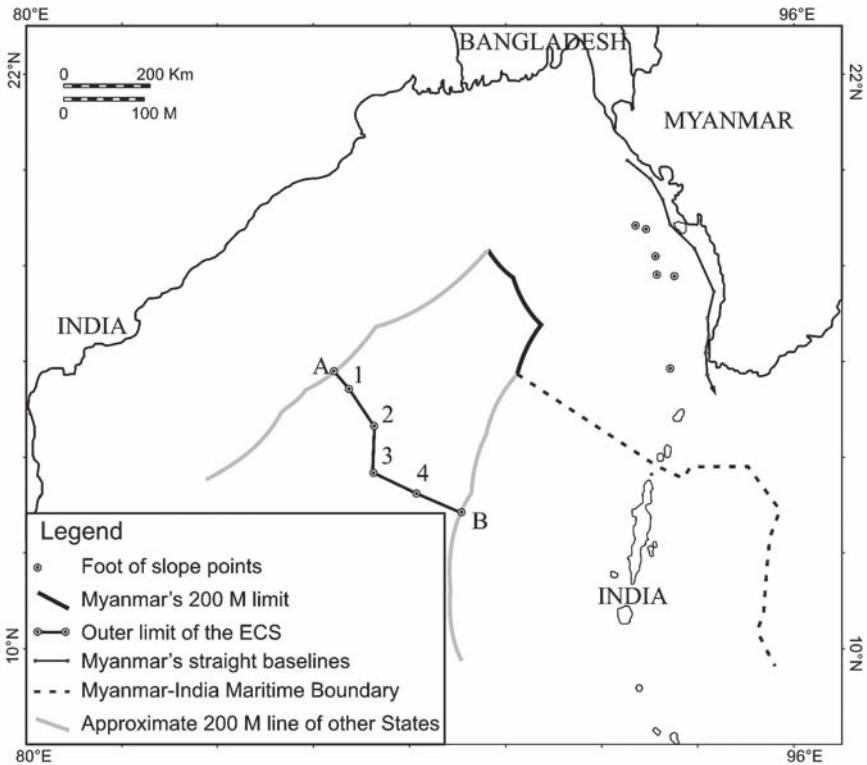 80°E 96°E
BANGLADESH
22°N 22°N
0 200 Km
0 100 M
MYANMAR
INDIA
A
1
2
3
4
B
Legend
Foot of slope points
Myanmar's 200 M limit
Outer limit of the ECS
Myanmar's straight baselines
Myanmar-India Maritime Boundary
Approximate 200 M line of other States
INDIA
10°N 10°N
80°E 96°E